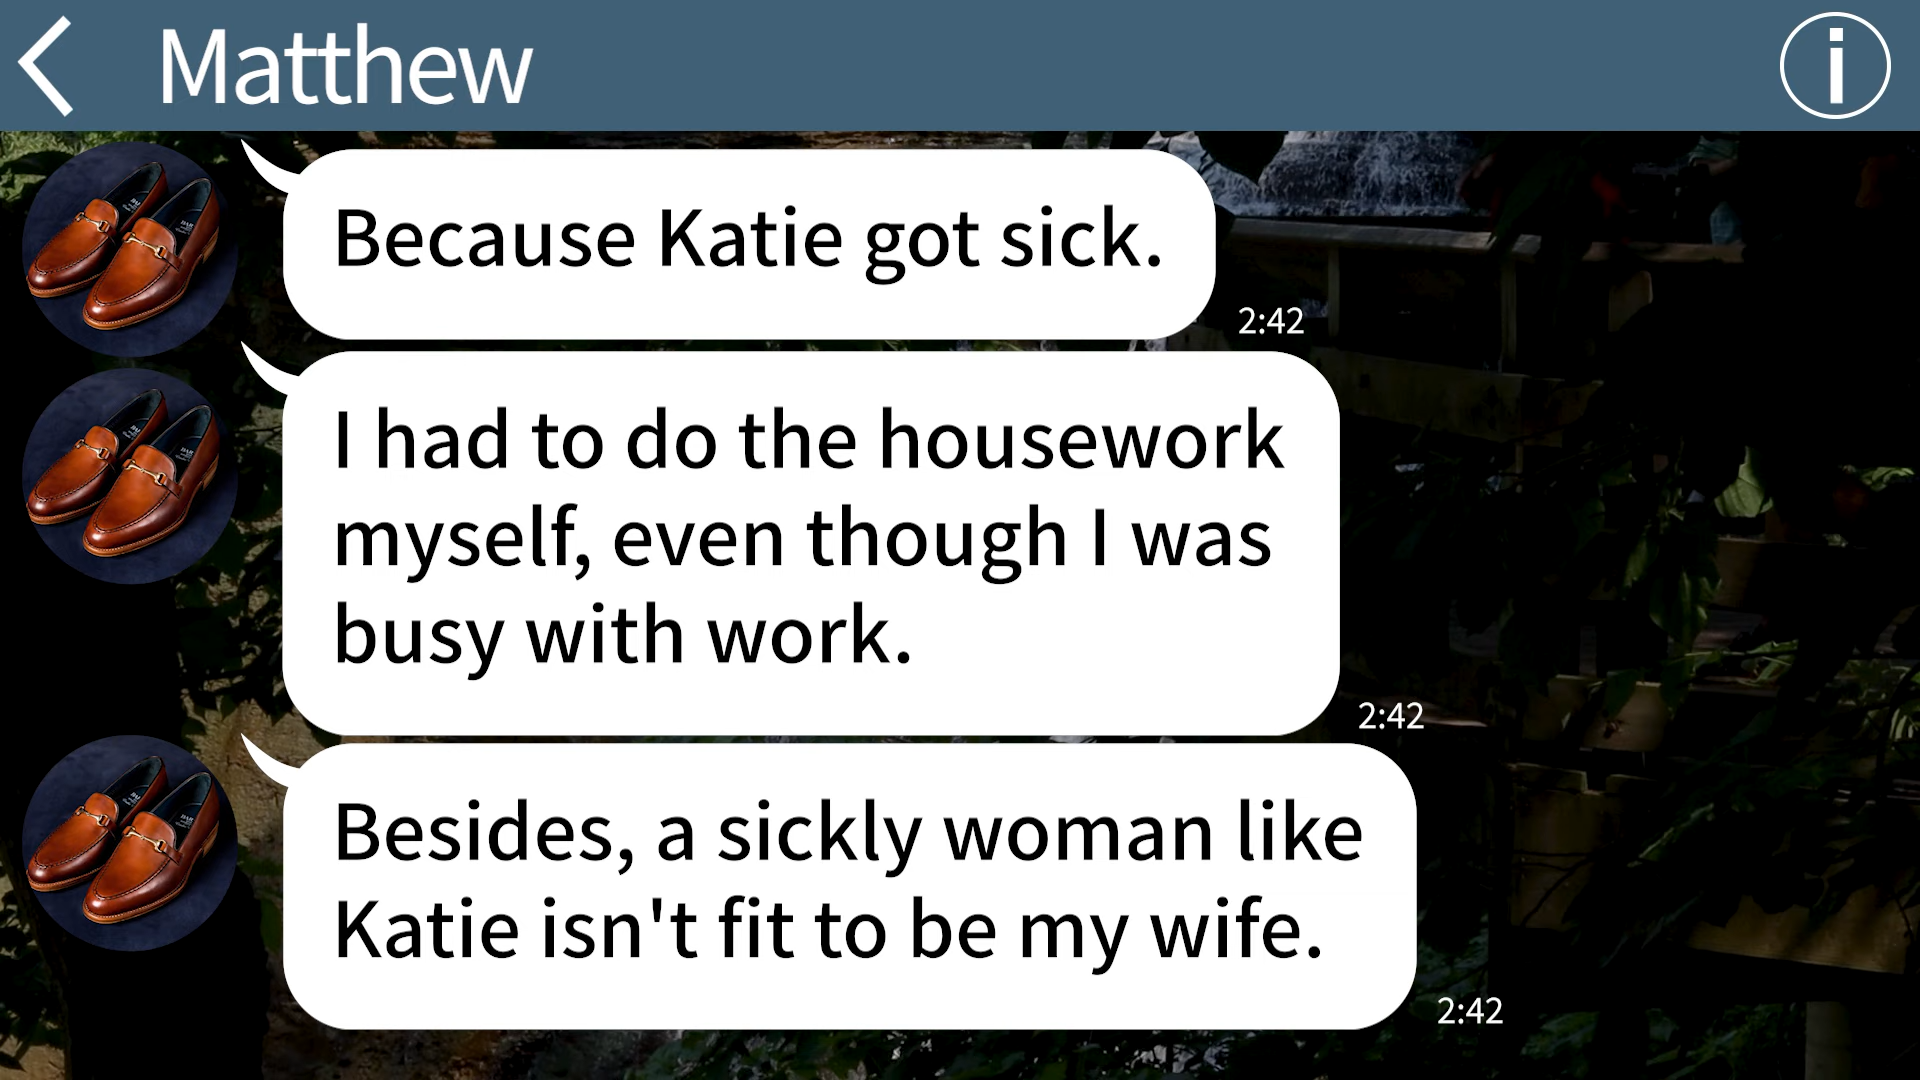 Matthew
Because Katie got sick.
2:42
I had to do the housework
myself, even though I was
busy with work.
2:42
Besides, a sickly woman like
Katie isn't fit to be my wife.
2:42